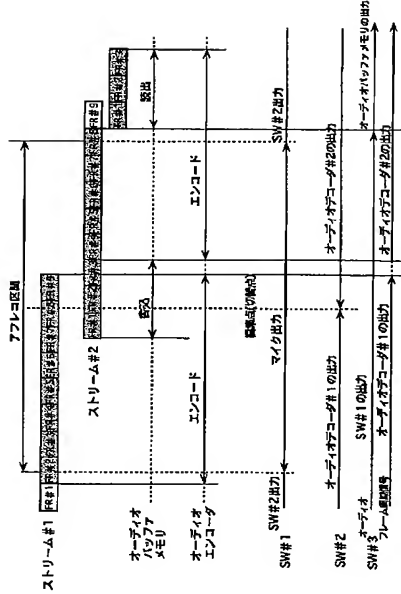 アフレコ区間
ストリーム#1
FR#1
FR#9
ストリーム#2
オーディオ
バッファ
メモリ
書込
読出
オーディオ
エンコーダ
エンコード
エンコード
編集点(切替点)
SW#1
SW#2出力
マイク出力
SW#2出力
SW#2
オーディオデコーダ#1の出力
オーディオデコーダ#2の出力
SW#3
SW#1の出力
オーディオバッファメモリの出力
オーディオ
フレーム
オーディオデコーダ#1の出力
オーディオデコーダ#2の出力